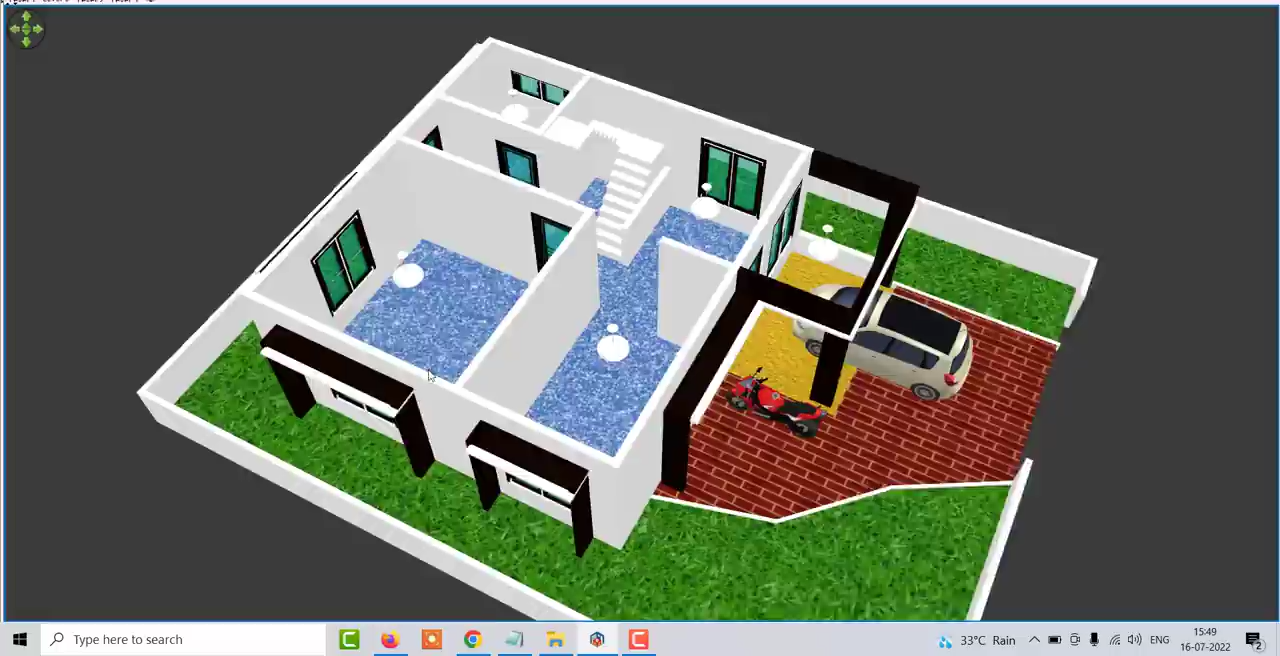 Type here to search
33°C Rain
ENG
15:49
16-07-2022
2